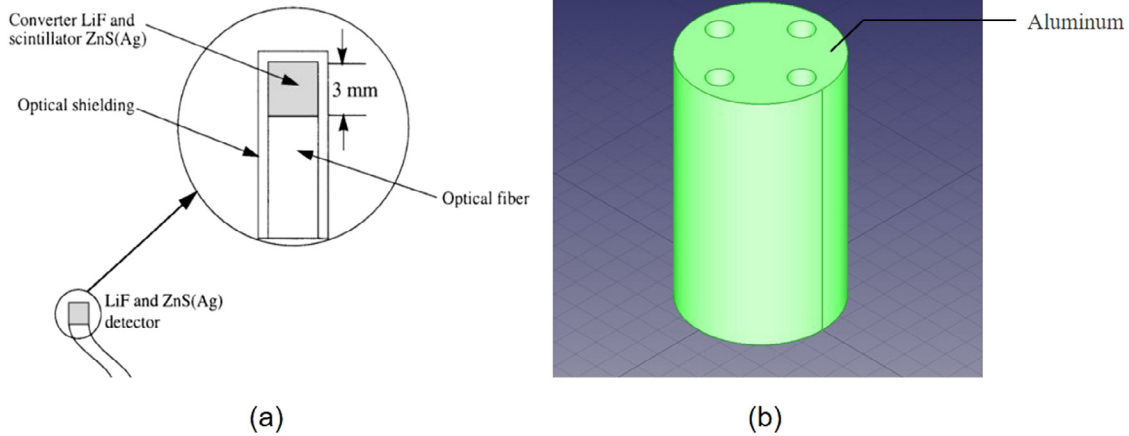 Converter LiF and
scintillator ZnS(Ag)
Optical shielding
3 mm
Optical fiber
LiF and ZnS(Ag)
detector
Aluminum
(a)
(b)